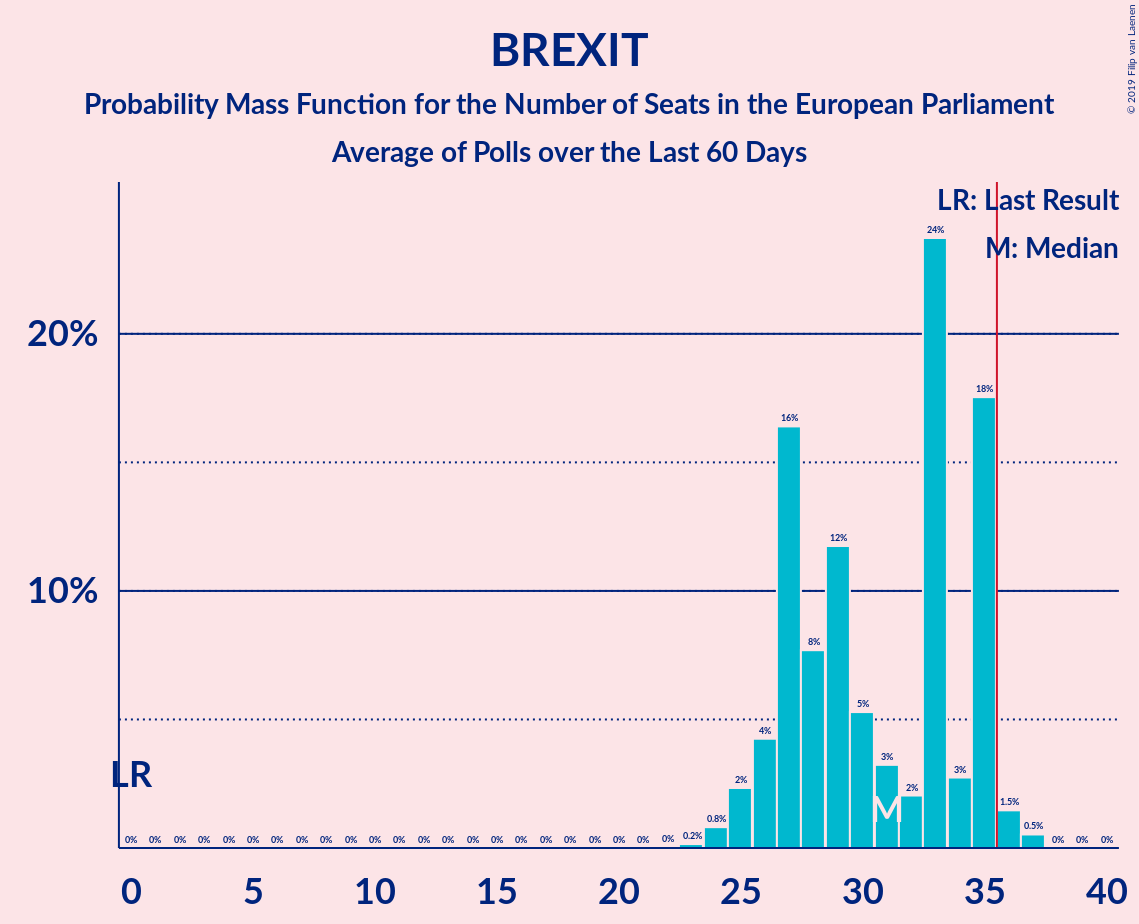 BREXIT
Probability Mass Function for the Number of Seats in the European Parliament
Average of Polls over the Last 60 Days
© 2019 Filip van Laenen
LR: Last Result
M: Median
20%
10%
24%
18%
16%
12%
8%
5%
4%
3%
3%
2%
2%
1.5%
0.8%
0.5%
0.2%
LR
M
0% 0% 0% 0% 0% 0% 0% 0% 0% 0% 0% 0% 0% 0% 0% 0% 0% 0% 0% 0% 0% 0% 0% 0% 0% 0%
0 5 10 15 20 25 30 35 40